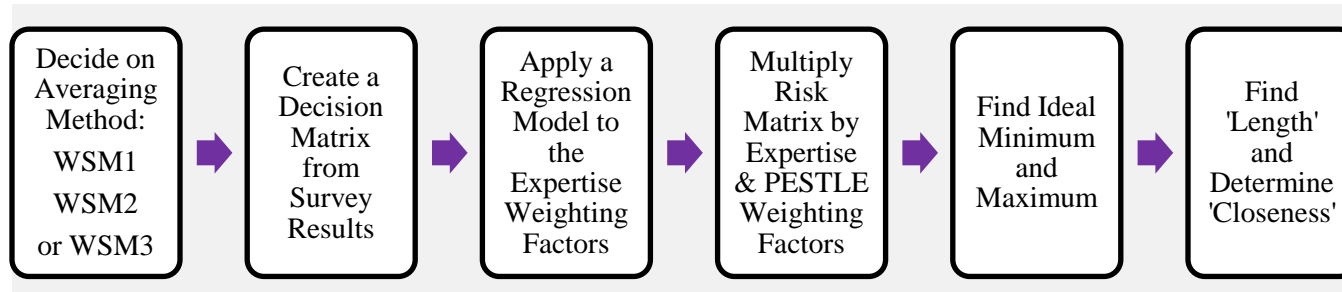 Decide on
Averaging
Method:
WSM1
WSM2
or WSM3
Create a
Decision
Matrix
from
Survey
Results
Apply a
Regression
Model to
the
Expertise
Weighting
Factors
Multiply
Risk
Matrix by
Expertise
& PESTLE
Weighting
Factors
Find Ideal
Minimum
and
Maximum
Find
'Length'
and
Determine
'Closeness'